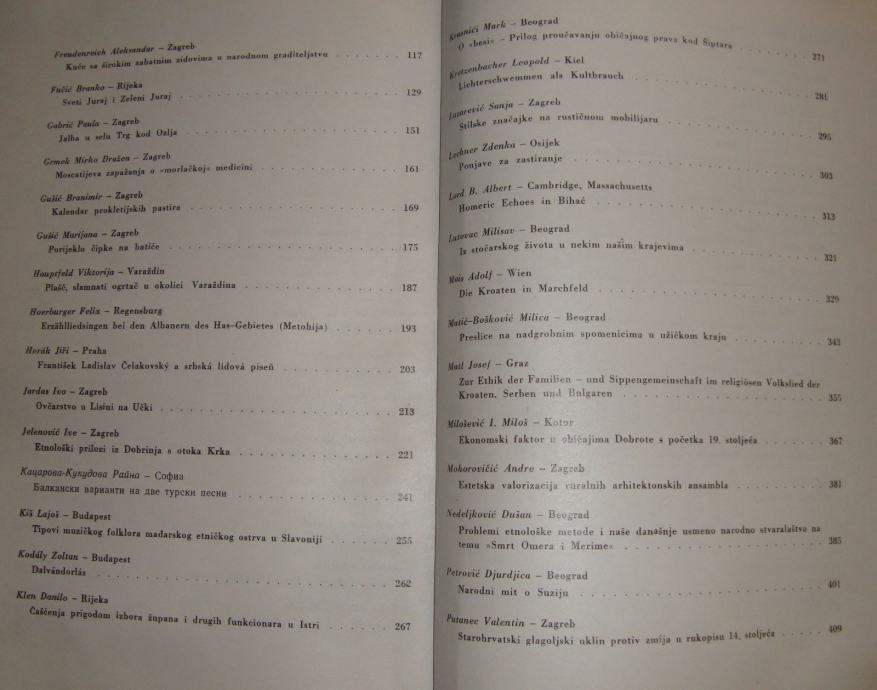 Freudenreich Aleksandar – Zagreb
Kuće sa širokim zabatnim zidovima u narodnom graditeljstvu . . . . . . . . 117
Fučić Branko – Rijeka
Sveti Juraj i Zeleni Juraj . . . . . . . . 129
Gabrić Paula – Zagreb
Jalba u selu Trg kod Ozlja . . . . . . . . 151
Grmek Mirko Dražen – Zagreb
Moscatijeva zapažanja o »morlačkoj« medicini . . . . . . . . 161
Gušić Branimir – Zagreb
Kalendar prokletijskih pastira . . . . . . . . 169
Gušić Marijana – Zagreb
Porijeklo čipke na batiće . . . . . . . . 175
Hauptfeld Viktorija – Varaždin
Plašč, slamnati ogrtač u okolici Varaždina . . . . . . . . 187
Hoerburger Felix – Regensburg
Erzählliedsingen bei den Albanern des Has–Gebietes (Metohija) . . . . . . . . 193
Horák Jiří – Praha
František Ladislav Čelakovský a srbská lidová píseň . . . . . . . . 203
Jardas Ivo – Zagreb
Ovčarstvo u Lisini na Učki . . . . . . . . 213
Jelenović Ive – Zagreb
Etnološki prilozi iz Dobrinja s otoka Krka . . . . . . . . 221
Кацарова-Кукудова Райна – София
Балкански варианти на две турски песни . . . . . . . . 241
Kiš Lajoš – Budapest
Tipovi muzičkog folklora mađarskog etničkog ostrva u Slavoniji . . . . . . . . 255
Kodály Zoltan – Budapest
Dalvándorlás . . . . . . . . 262
Klen Danilo – Rijeka
Čašćenja prigodom izbora župana i drugih funkcionara u Istri . . . . . . . . 267
Krasnići Mark – Beograd
O »besi« – Prilog proučavanju običajnog prava kod Šiptara . . . . . . . . 271
Kretzenbacher Leopold – Kiel
Lichterschwemmen als Kultbrauch . . . . . . . . 281
Lazarević Sanja – Zagreb
Stilske značajke na rustičnom mobilijaru . . . . . . . . 295
Lechner Zdenka – Osijek
Ponjave za zastiranje . . . . . . . . 303
Lord B. Albert – Cambridge, Massachusetts
Homeric Echoes in Bihać . . . . . . . . 313
Lutovac Milisav – Beograd
Iz stočarskog života u nekim našim krajevima . . . . . . . . 321
Mais Adolf – Wien
Die Kroaten in Marchfeld . . . . . . . . 329
Matić–Bošković Milica – Beograd
Preslice na nadgrobnim spomenicima u užičkom kraju . . . . . . . . 343
Matl Josef – Graz
Zur Ethik der Familien – und Sippengemeinschaft im religiösen Volkslied der
Kroaten, Serben und Bulgaren . . . . . . . . 355
Milošević I. Miloš – Kotor
Ekonomski faktor u običajima Dobrote s početka 19. stoljeća . . . . . . . . 367
Mohorovičić Andre – Zagreb
Estetska valorizacija ruralnih arhitektonskih ansambla . . . . . . . . 381
Nedeljković Dušan – Beograd
Problemi etnološke metode i naše današnje usmeno narodno stvaralaštvo na
temu »Smrt Omera i Merime« . . . . . . . . 385
Petrović Djurdjica – Beograd
Narodni mit o Suziju . . . . . . . . 401
Putanec Valentin – Zagreb
Starohrvatski glagoljski uklin protiv zmija u rukopisu 14. stoljeća . . . . . . . . 409